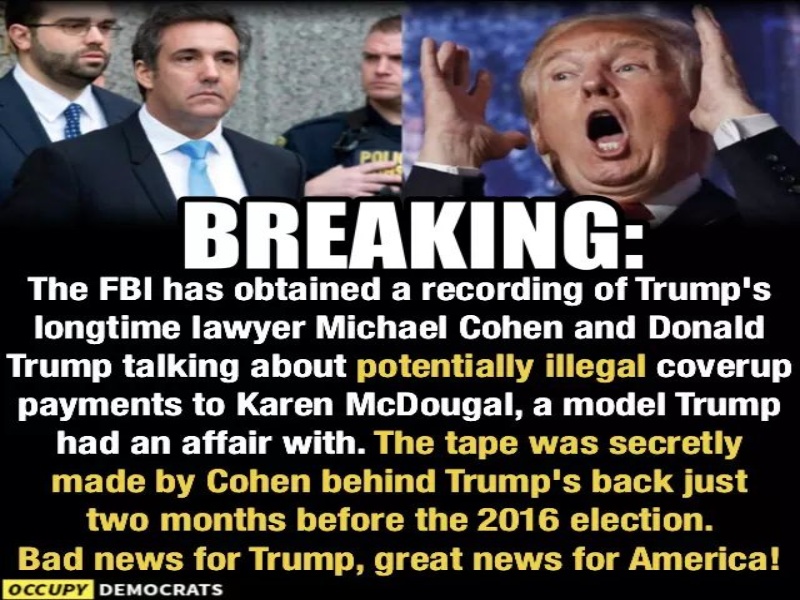 POLI
BREAKING:
The FBI has obtained a recording of Trump's
longtime lawyer Michael Cohen and Donald
Trump talking about potentially illegal coverup
payments to Karen McDougal, a model Trump
had an affair with. The tape was secretly
made by Cohen behind Trump's back just
two months before the 2016 election.
Bad news for Trump, great news for America!
OCCUPY DEMOCRATS